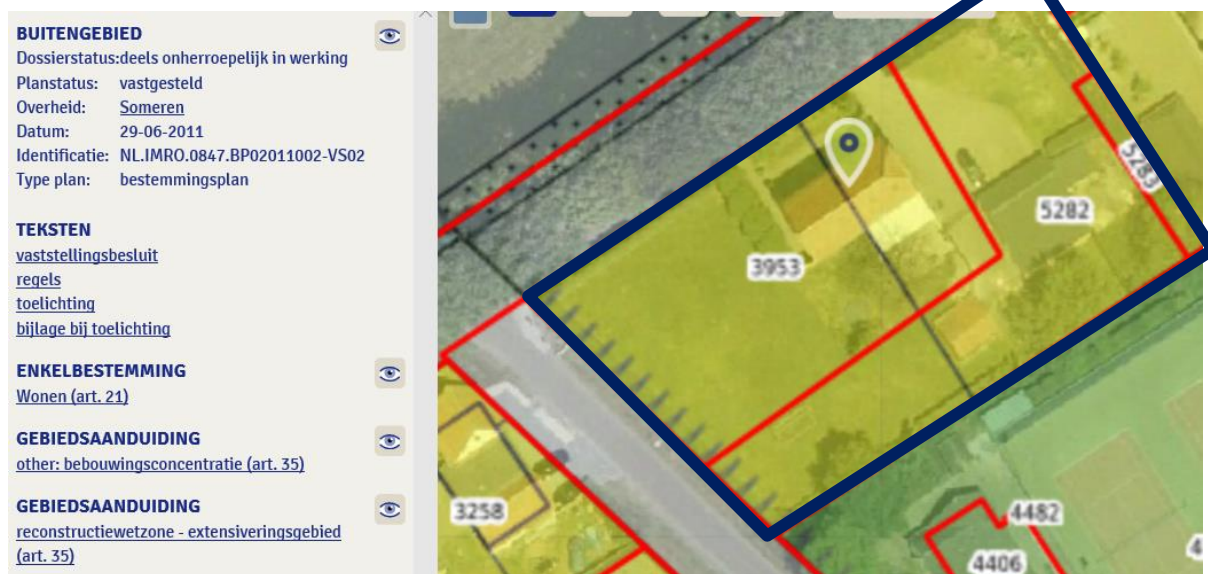 BUITENGEBIED
Dossierstatus:deels onherroepelijk in werking
Planstatus: vastgesteld
Overheid: Someren
Datum: 29-06-2011
Identificatie: NL.IMRO.0847.BP02011002-VS02
Type plan: bestemmingsplan
TEKSTEN
vaststellingsbesluit
regels
toelichting
bijlage bij toelichting
ENKELBESTEMMING
Wonen (art. 21)
GEBIEDSAANDUIDING
other: bebouwingsconcentratie (art. 35)
GEBIEDSAANDUIDING
reconstructiewetzone - extensiveringsgebied
(art. 35)
5283
5282
3953
3258
4482
4406
4